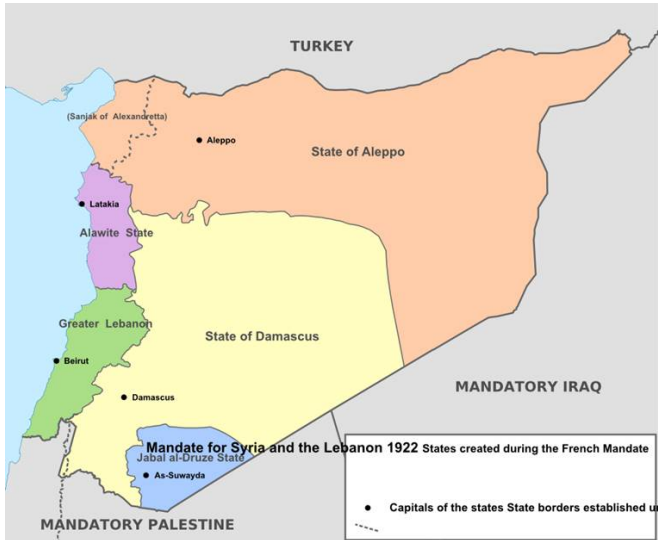 TURKEY
(Sanjak of Alexandretta)
Aleppo
State of Aleppo
Latakia
Alawite State
Greater Lebanon
State of Damascus
Beirut
MANDATORY IRAQ
Damascus
Mandate for Syria and the Lebanon 1922 States created during the French Mandate
Jabal al-Druze State
As-Suwayda
Capitals of the states State borders established u
MANDATORY PALESTINE